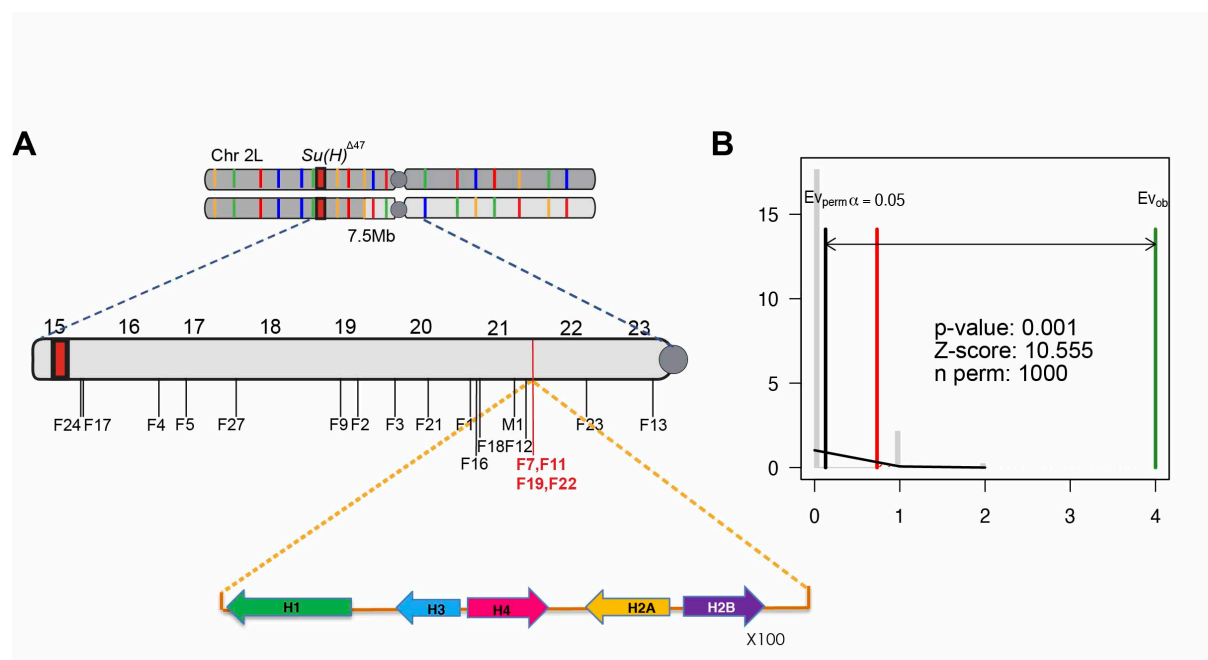 A
Chr 2L
Su(H)Δ47
7.5Mb
15 16 17 18 19 20 21 22 23
F24 F17 F4 F5 F27 F9 F2 F3 F21 F1 M1 F23 F13
F18 F12
F16
F7,F11
F19,F22
H1 H3 H4 H2A H2B
X100
B
Evperm α = 0.05
Evob
15
10
5
0
p-value: 0.001
Z-score: 10.555
n perm: 1000
0 1 2 3 4